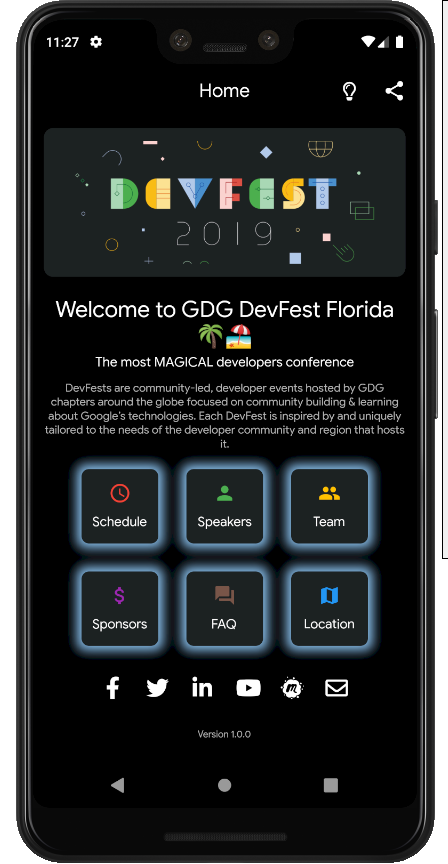 11:27
Home
DEVFEST
2019
Welcome to GDG DevFest Florida
🌴🏖️
The most MAGICAL developers conference
DevFests are community-led, developer events hosted by GDG
chapters around the globe focused on community building & learning
about Google's technologies. Each DevFest is inspired by and uniquely
tailored to the needs of the developer community and region that hosts
it.
Schedule Speakers Team
Sponsors FAQ Location
Version 1.0.0